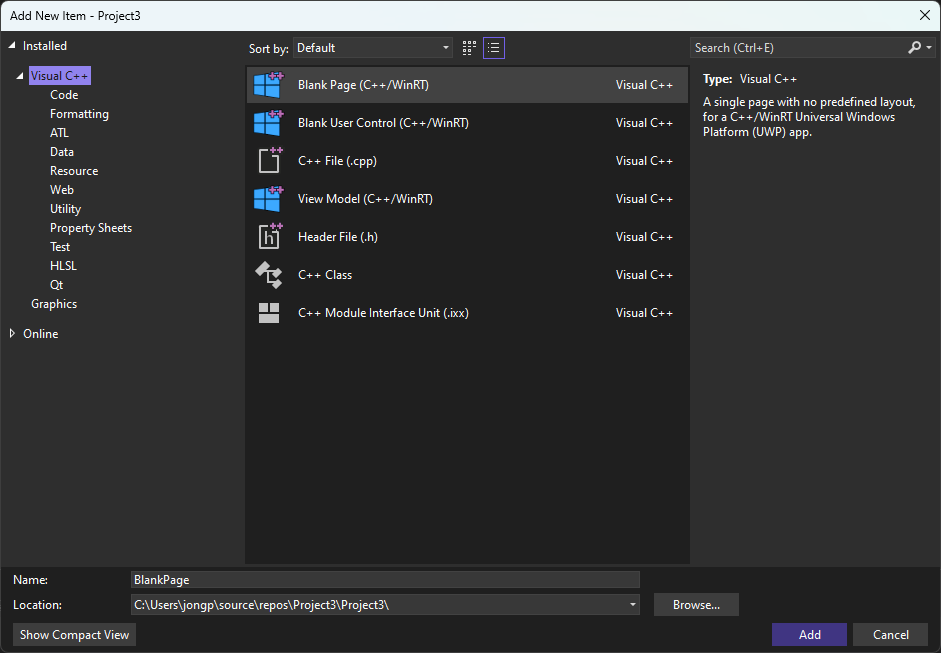 Add New Item - Project3
Installed
Visual C++
Code
Formatting
ATL
Data
Resource
Web
Utility
Property Sheets
Test
HLSL
Qt
Graphics
Online
Sort by: Default
Blank Page (C++/WinRT) Visual C++
Blank User Control (C++/WinRT) Visual C++
C++ File (.cpp) Visual C++
View Model (C++/WinRT) Visual C++
Header File (.h) Visual C++
C++ Class Visual C++
C++ Module Interface Unit (.ixx) Visual C++
Search (Ctrl+E)
Type: Visual C++
A single page with no predefined layout,
for a C++/WinRT Universal Windows
Platform (UWP) app.
Name: BlankPage
Location: C:\Users\jongp\source\repos\Project3\Project3\
Browse...
Show Compact View
Add
Cancel